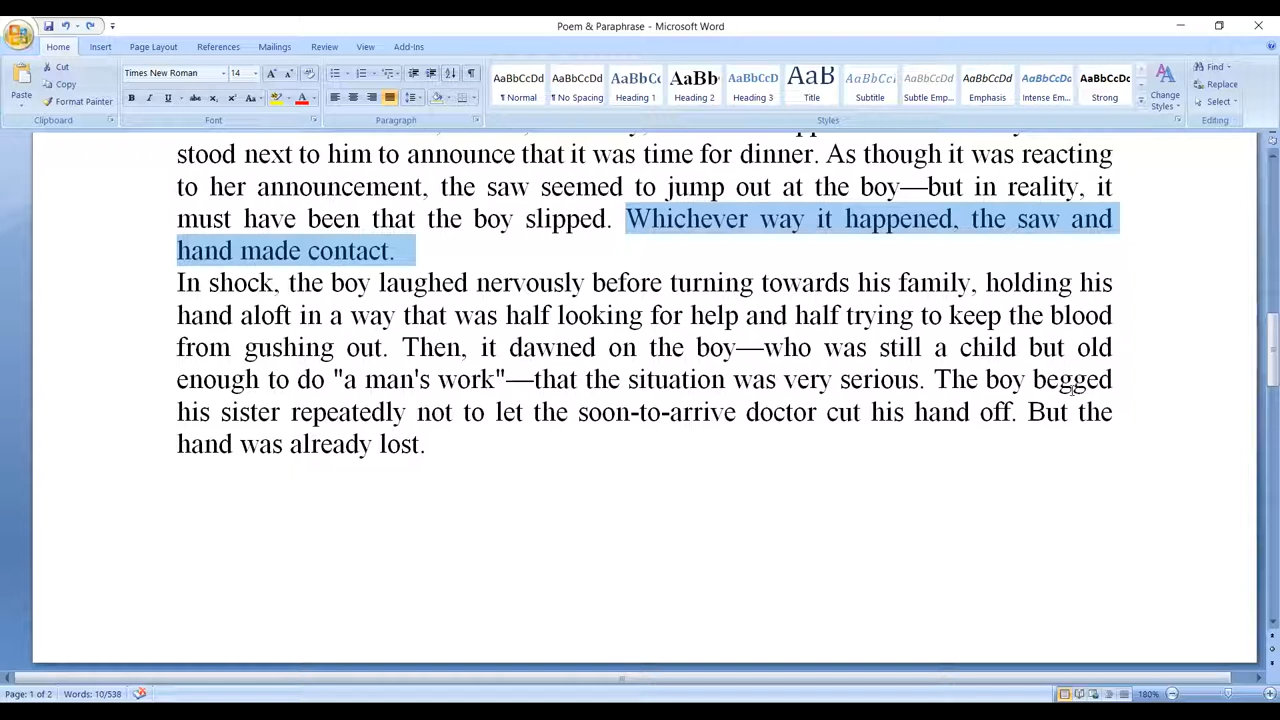 Poem & Paraphrase - Microsoft Word
Home Insert Page Layout References Mailings Review View Add-Ins
Paste
Cut
Copy
Format Painter
Clipboard
Times New Roman 14
Font
Paragraph
AaBbCcDd AaBbCcDd AaBbCc AaBb AaBbCcD AaB AaBbCcL AaBbCcDd AaBbCcDd AaBbCcDc AaBbCcDc
¶ Normal ¶ No Spacing Heading 1 Heading 2 Heading 3 Title Subtitle Subtle Emp... Emphasis Intense Em... Strong
Styles
Change Styles
Find
Replace
Select
Editing
stood next to him to announce that it was time for dinner. As though it was reacting
to her announcement, the saw seemed to jump out at the boy—but in reality, it
must have been that the boy slipped. Whichever way it happened, the saw and
hand made contact.
In shock, the boy laughed nervously before turning towards his family, holding his
hand aloft in a way that was half looking for help and half trying to keep the blood
from gushing out. Then, it dawned on the boy—who was still a child but old
enough to do "a man's work"—that the situation was very serious. The boy begged
his sister repeatedly not to let the soon-to-arrive doctor cut his hand off. But the
hand was already lost.
Page: 1 of 2 Words: 10/538 180%